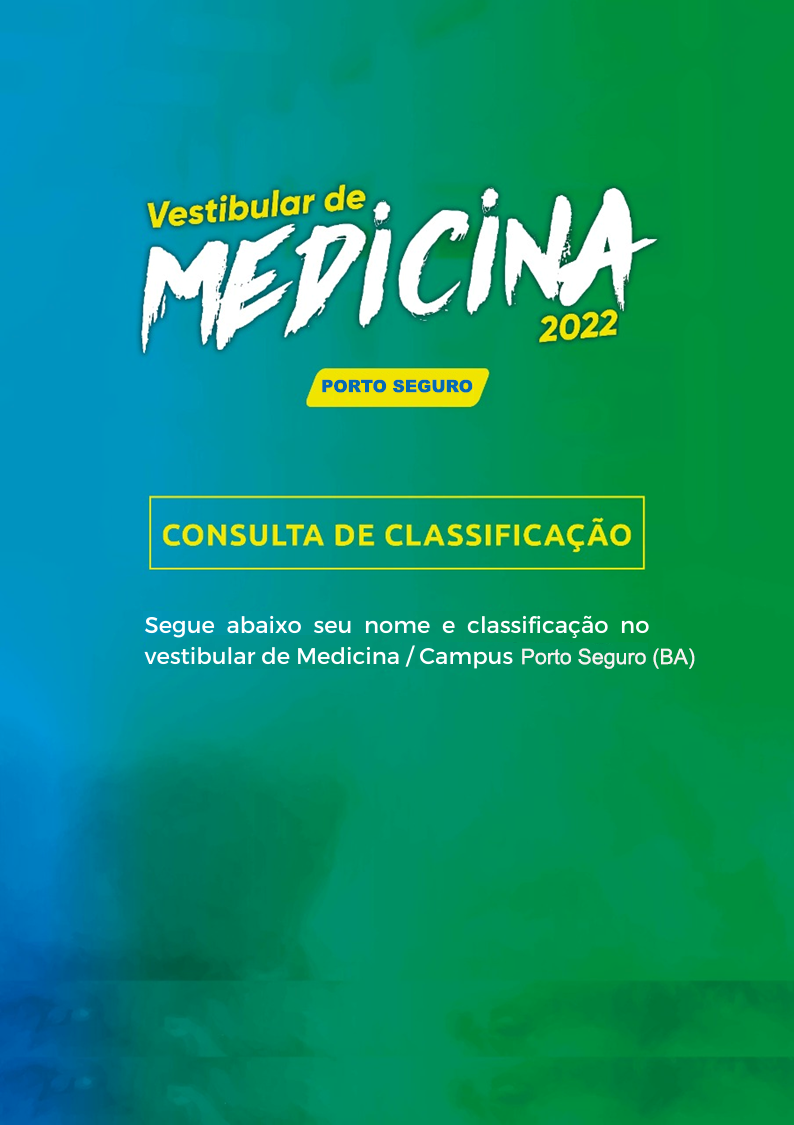 Vestibular de
MEDICINA
2022
PORTO SEGURO
CONSULTA DE CLASSIFICAÇÃO
Segue abaixo seu nome e classificação no
vestibular de Medicina / Campus Porto Seguro (BA)